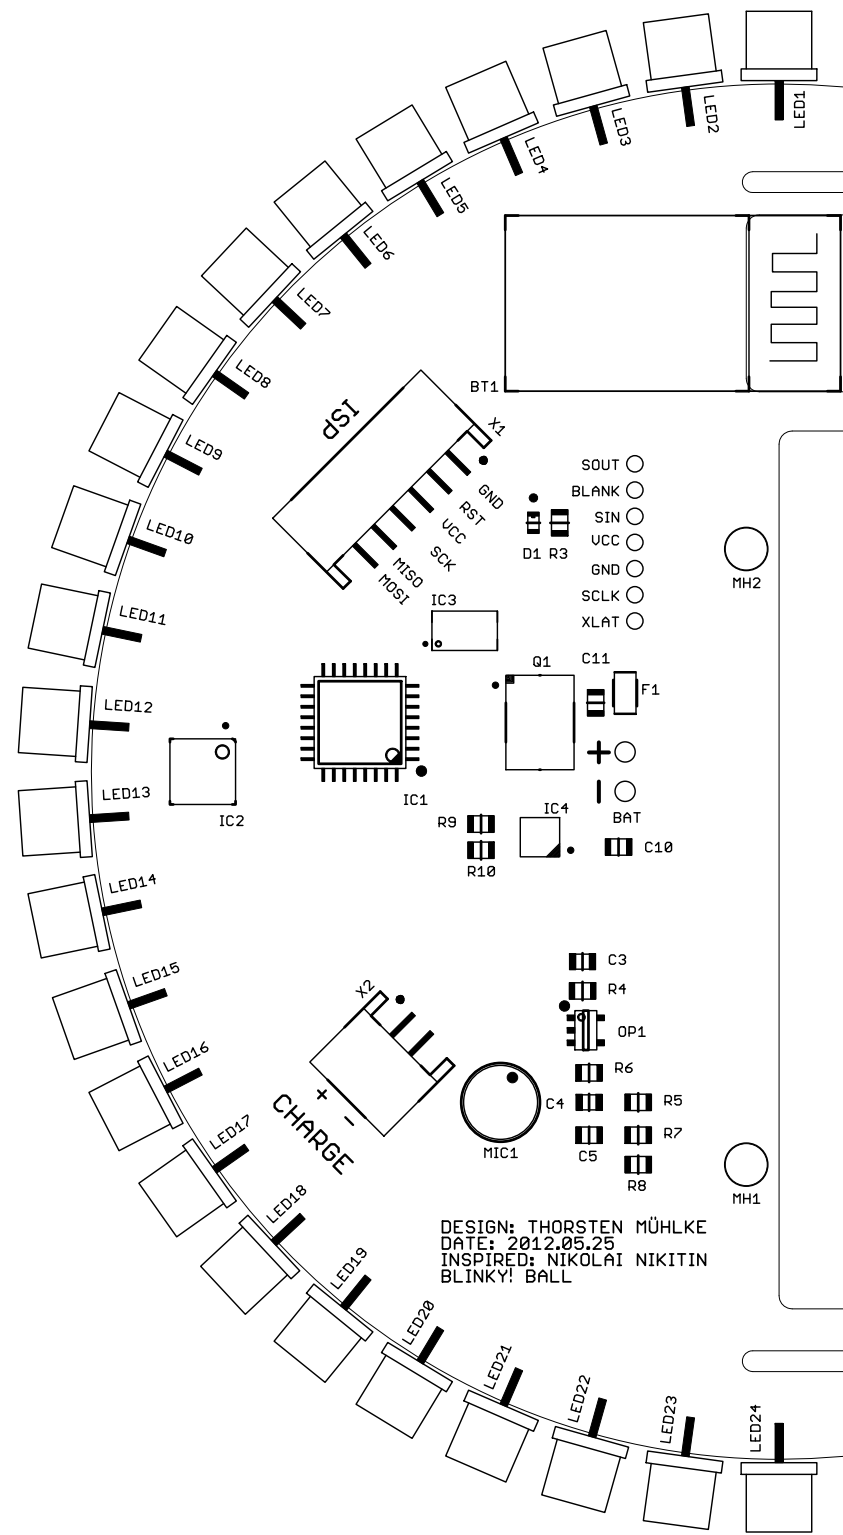 LED1
LED2
LED3
LED4
LED5
LED6
LED7
LED8
LED9
LED10
LED11
LED12
LED13
LED14
LED15
LED16
LED17
LED18
LED19
LED20
LED21
LED22
LED23
LED24
BT1
ISP
X1
GND
RST
VCC
SCK
MISO
MOSI
SOUT
BLANK
SIN
VCC
GND
SCLK
XLAT
D1 R3
MH2
IC3
Q1
C11
F1
IC1
IC2
+
-
BAT
R9
R10
IC4
C10
C3
R4
OP1
R6
C4
R5
C5
R7
R8
X2
+
-
CHARGE
MIC1
MH1
DESIGN: THORSTEN MÜHLKE
DATE: 2012.05.25
INSPIRED: NIKOLAI NIKITIN
BLINKY! BALL